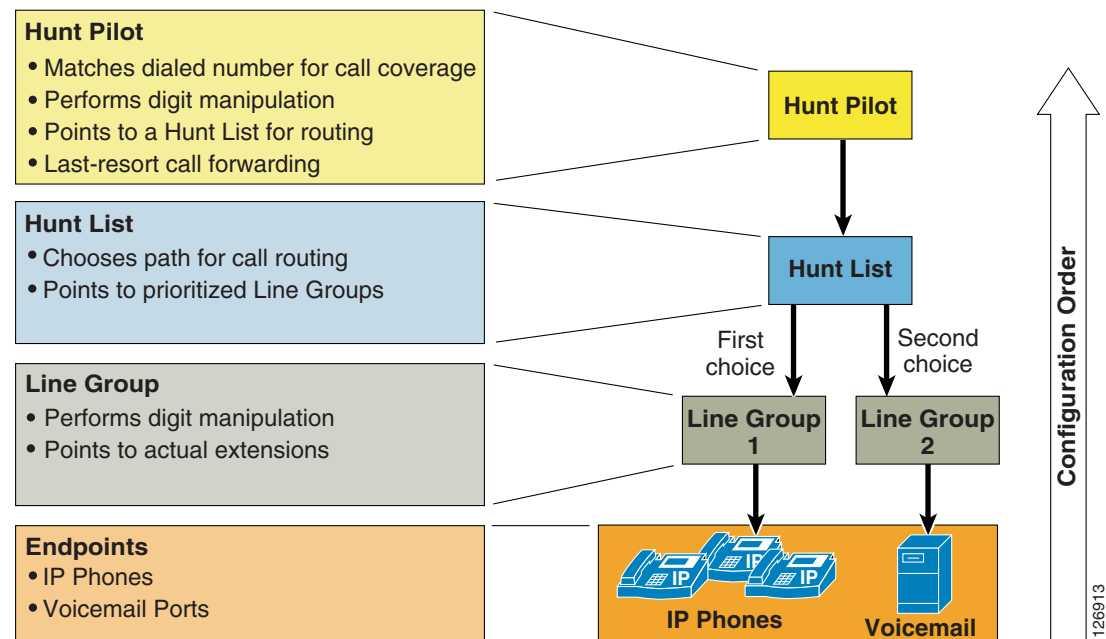 Hunt Pilot
• Matches dialed number for call coverage
• Performs digit manipulation
• Points to a Hunt List for routing
• Last-resort call forwarding
Hunt List
• Chooses path for call routing
• Points to prioritized Line Groups
Line Group
• Performs digit manipulation
• Points to actual extensions
Endpoints
• IP Phones
• Voicemail Ports
Hunt Pilot
Hunt List
First
choice
Second
choice
Line Group
1
Line Group
2
IP
IP
IP
IP Phones
Voicemail
Configuration Order
126913